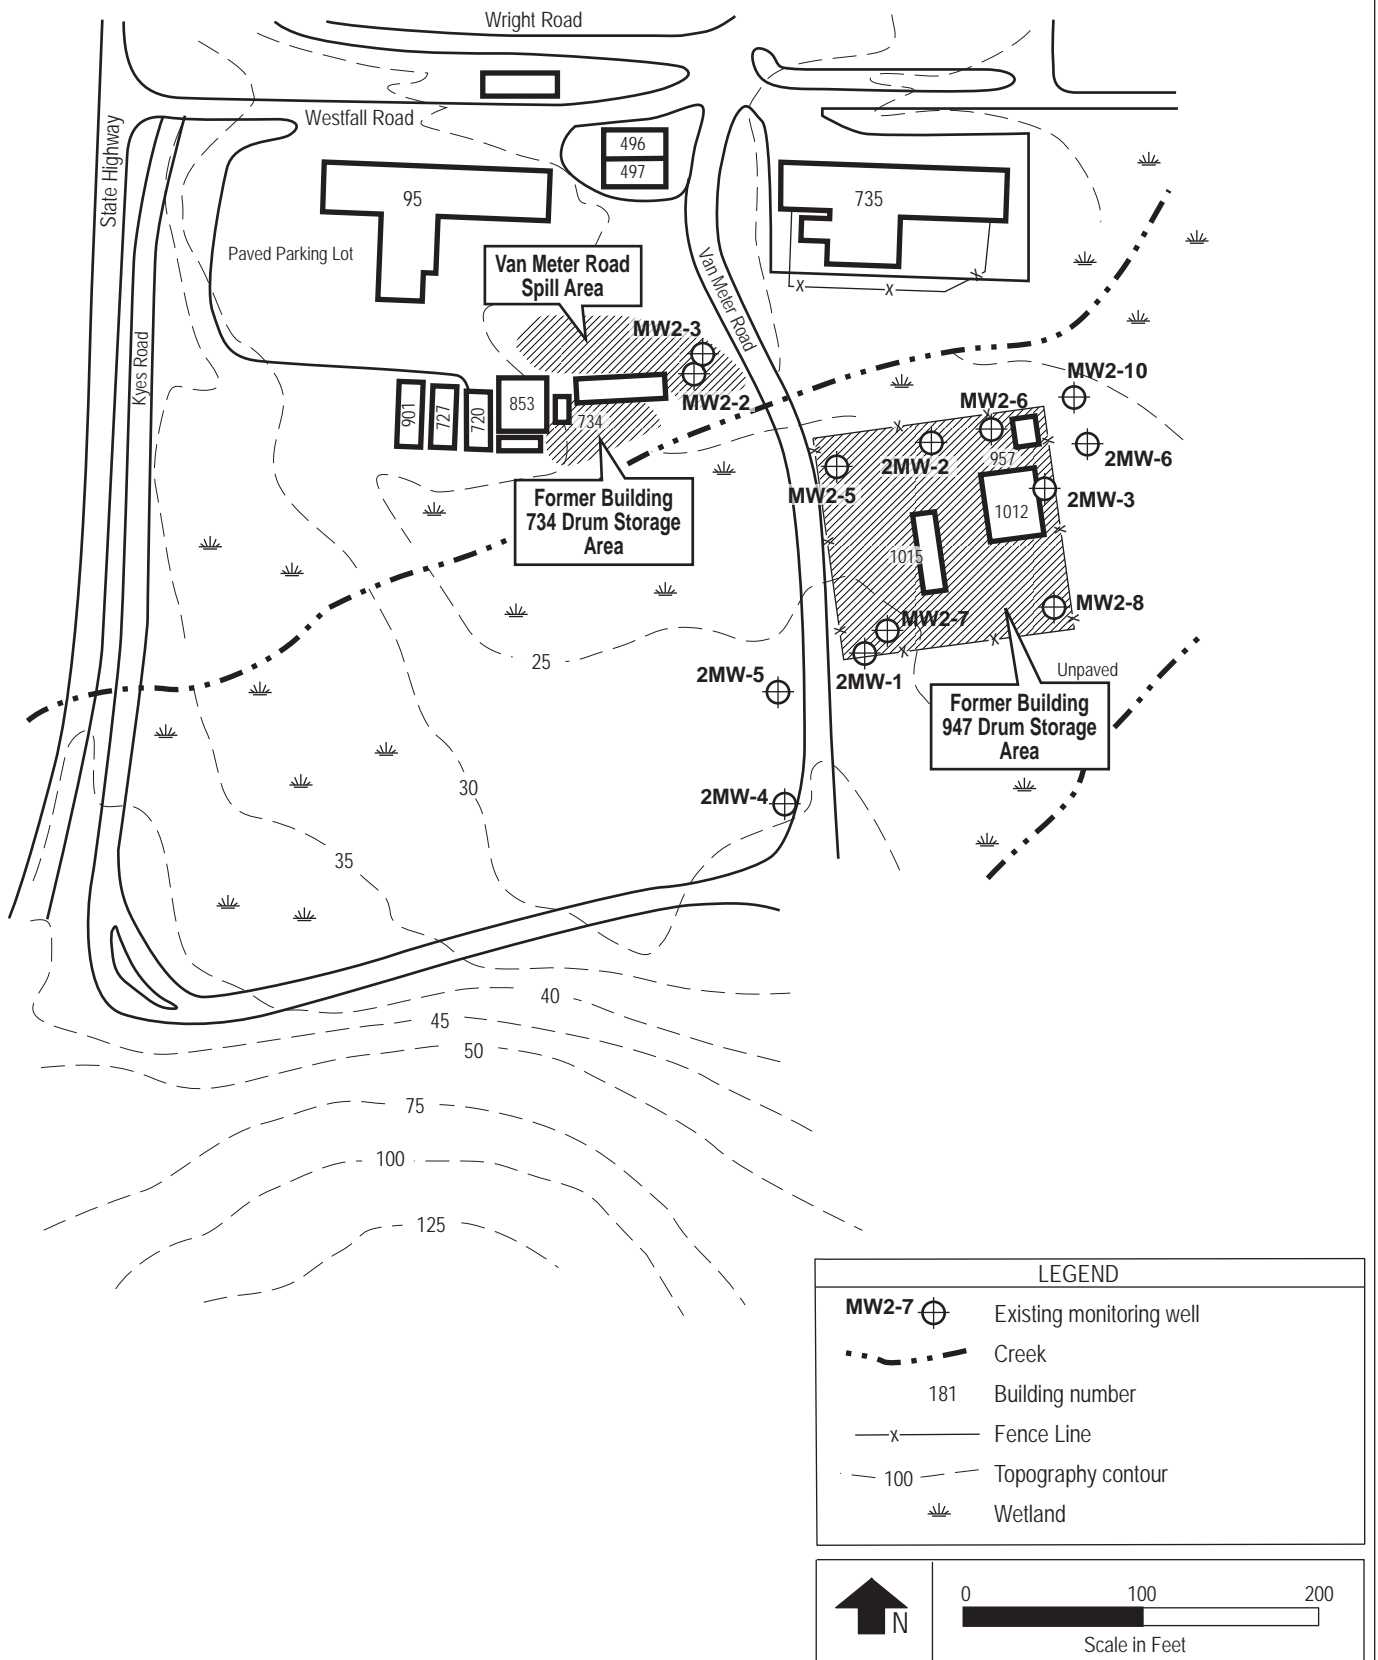 Wright Road
Westfall Road
State Highway
Kyes Road
496
497
95
735
Paved Parking Lot
Van Meter Road
Spill Area
Van Meter Road
MW2-3
MW2-2
901
727
720
853
734
MW2-10
MW2-6
2MW-6
2MW-2
957
MW2-5
2MW-3
1012
1015
Former Building
734 Drum Storage
Area
MW2-8
MW2-7
25
2MW-5
2MW-1
Unpaved
Former Building
947 Drum Storage
Area
30
2MW-4
35
40
45
50
75
100
125
LEGEND
MW2-7 Existing monitoring well
Creek
181 Building number
x Fence Line
100 Topography contour
Wetland
N
0 100 200
Scale in Feet